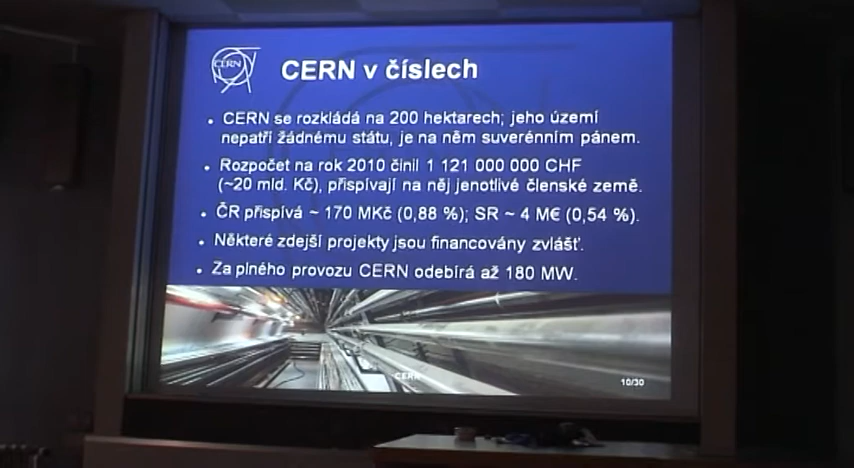 CERN
CERN v číslech
• CERN se rozkládá na 200 hektarech; jeho území
nepatří žádnému státu, je na něm suverénním pánem.
• Rozpočet na rok 2010 činil 1 121 000 000 CHF
(~20 mld. Kč), přispívají na něj jenotlivé členské země.
• ČR přispívá ~ 170 MKč (0,88 %); SR ~ 4 M€ (0,54 %).
• Některé zdejší projekty jsou financovány zvlášť.
• Za plného provozu CERN odebírá až 180 MW.
CERN
10/30